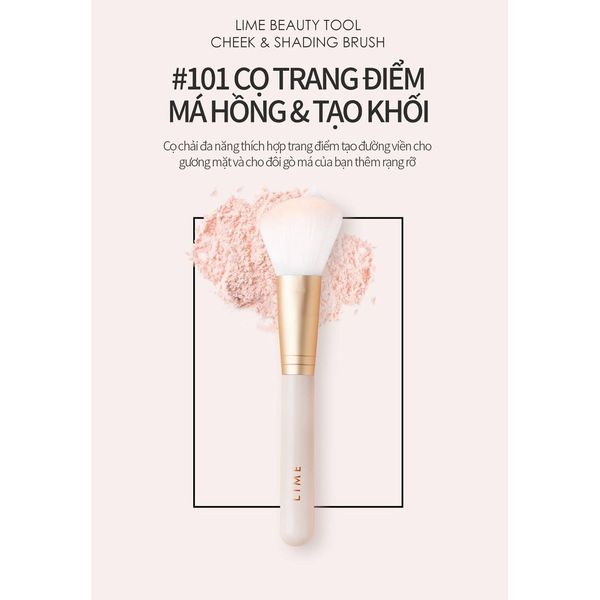 LIME BEAUTY TOOL
CHEEK & SHADING BRUSH
#101 CỌ TRANG ĐIỂM
MÁ HỒNG & TẠO KHỐI
Cọ chải đa năng thích hợp trang điểm tạo đường viền cho
gương mặt và cho đôi gò má của bạn thêm rạng rỡ
LIME